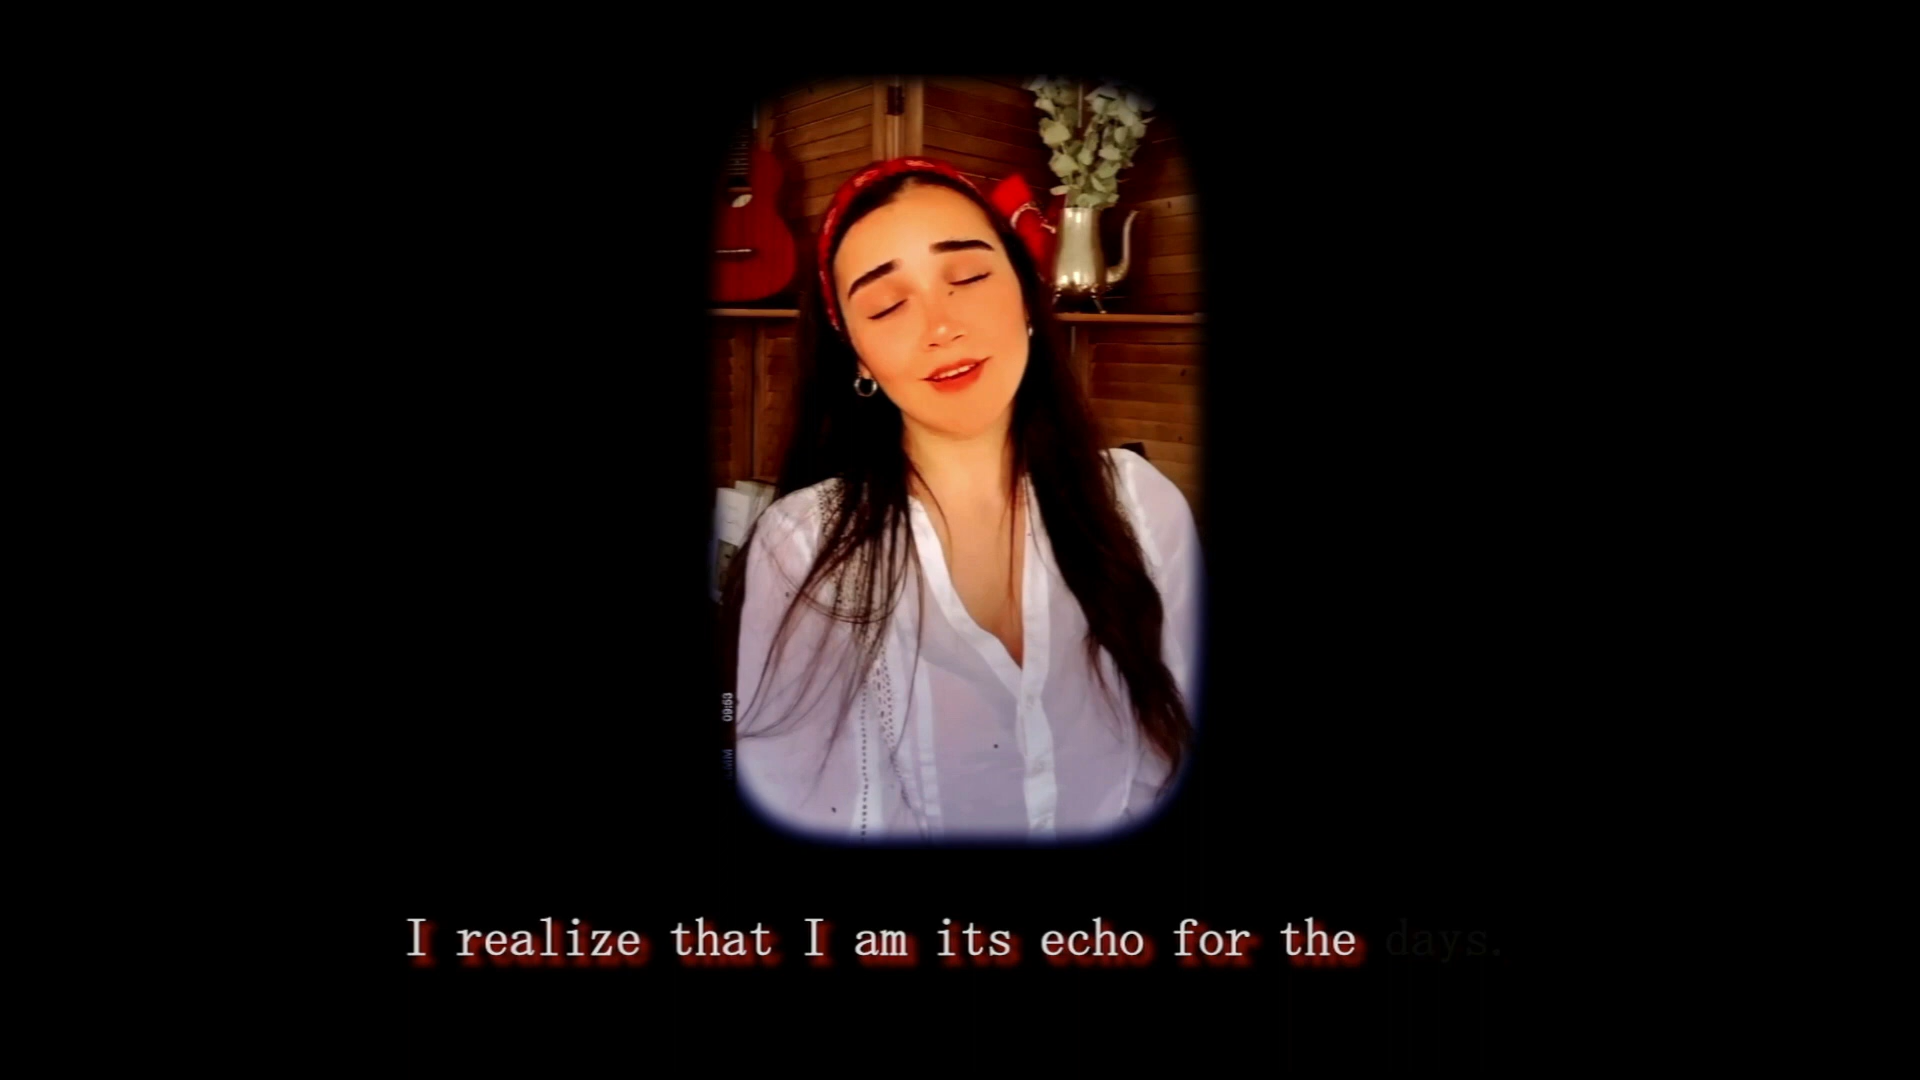 I realize that I am its echo for the days.